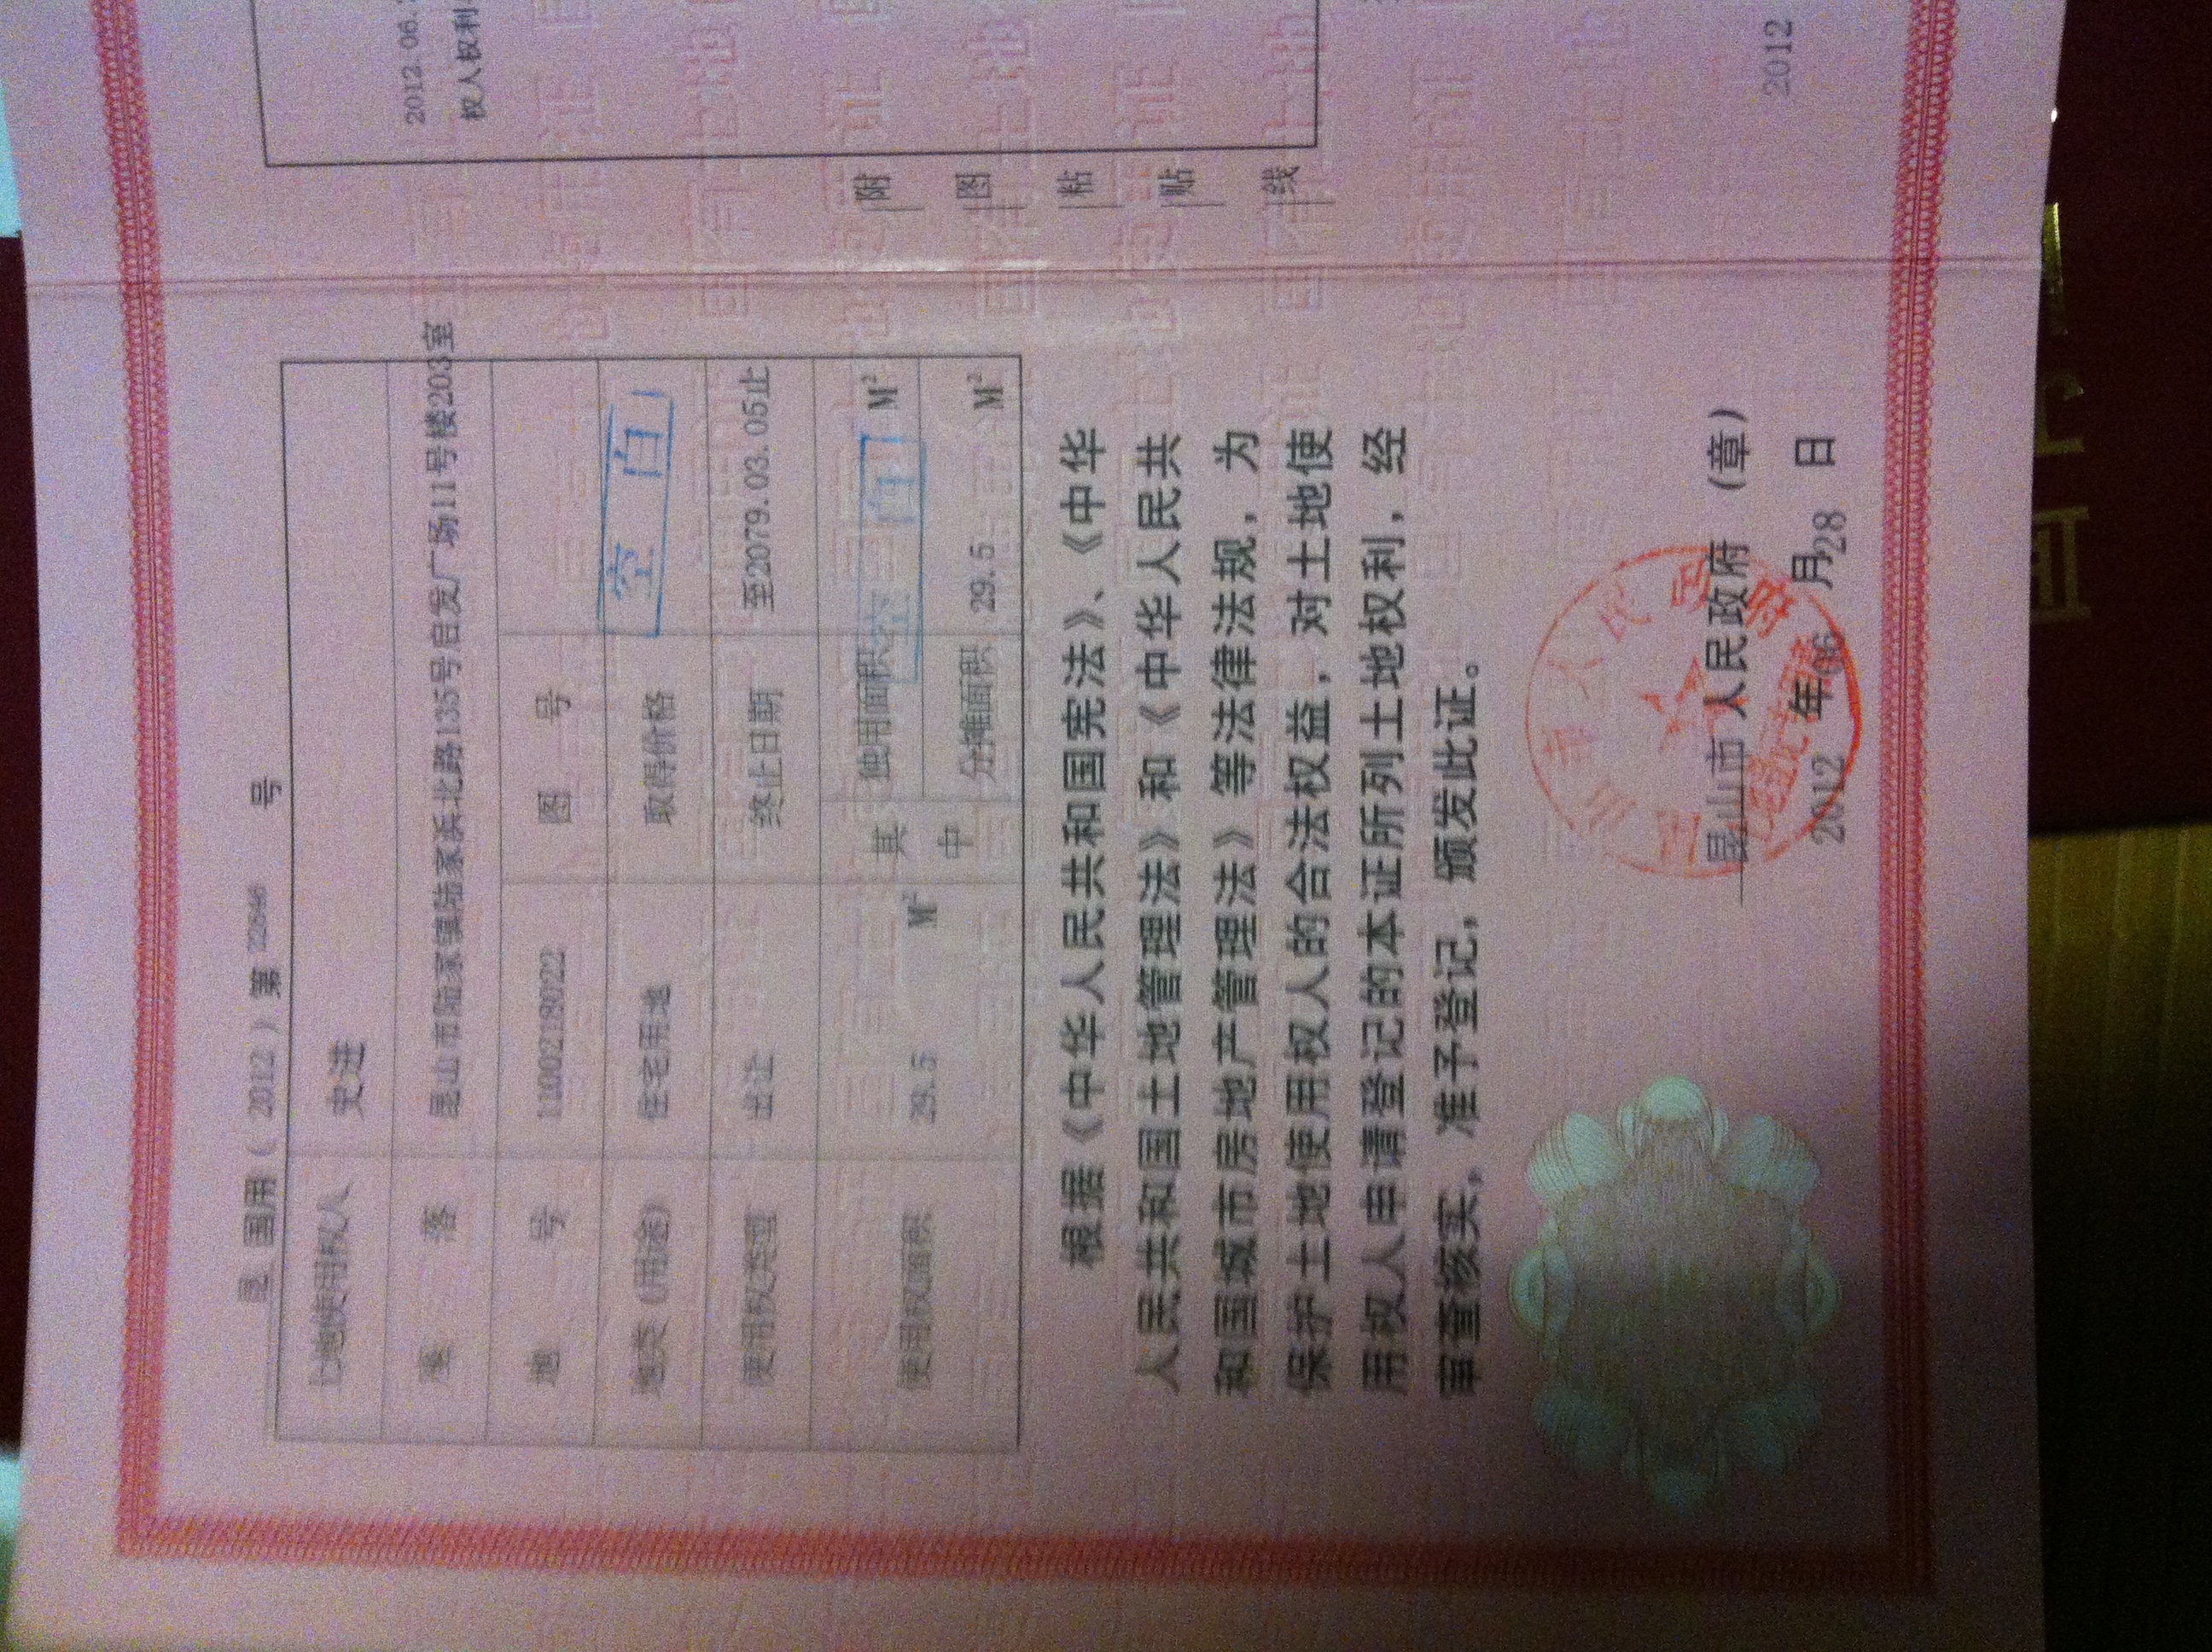 昆 国用（2012）第 22846 号
土地使用权人 史进
座 落 昆山市陆家镇陆家浜北路135号自发广场11号楼203室
地 号 1100218022 图 号
地类（用途） 住宅用地 取得价格 空 白
使用权类型 出让 终止日期 至2079.03.05止
使用权面积 29.5 M² 其中 独用面积 空 白 M²
分摊面积 29.5 M²
根据《中华人民共和国宪法》、《中华
人民共和国土地管理法》和《中华人民共
和国城市房地产管理法》等法律法规，为
保护土地使用权人的合法权益，对土地使
用权人申请登记的本证所列土地权利，经
审查核实，准予登记，颁发此证。
昆山市 人民政府 （章）
2012 年 06 月 28 日
2012.06.
权人权利
附
图
粘
贴
线
2012